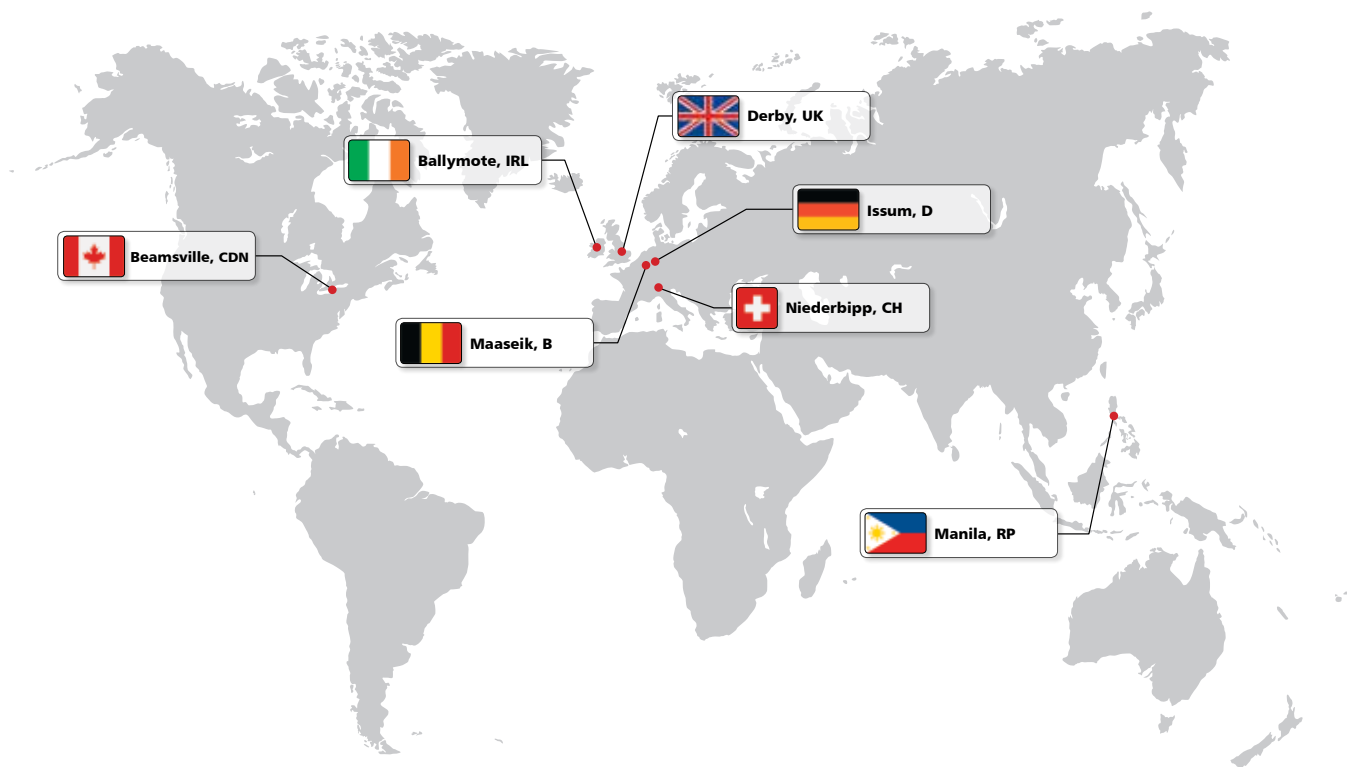 Derby, UK
Ballymote, IRL
Issum, D
Beamsville, CDN
Niederbipp, CH
Maaseik, B
Manila, RP